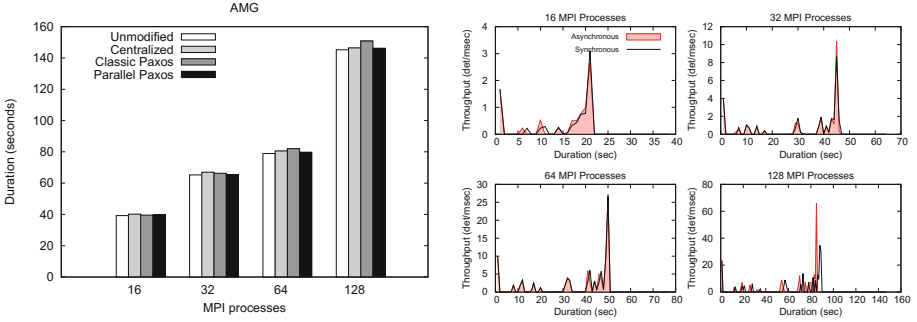 AMG
Duration (seconds)
160
140
120
100
80
60
40
20
0
Unmodified
Centralized
Classic Paxos
Parallel Paxos
16 32 64 128
MPI processes
16 MPI Processes
Throughput (det/msec)
4
3
2
1
0
Asynchronous
Synchronous
0 5 10 15 20 25 30 35 40
Duration (sec)
32 MPI Processes
Throughput (det/msec)
12
10
8
6
4
2
0
0 10 20 30 40 50 60 70
Duration (sec)
64 MPI Processes
Throughput (det/msec)
30
25
20
15
10
5
0
0 10 20 30 40 50 60 70 80
Duration (sec)
128 MPI Processes
Throughput (det/msec)
80
60
40
20
0
0 20 40 60 80 100 120 140 160
Duration (sec)